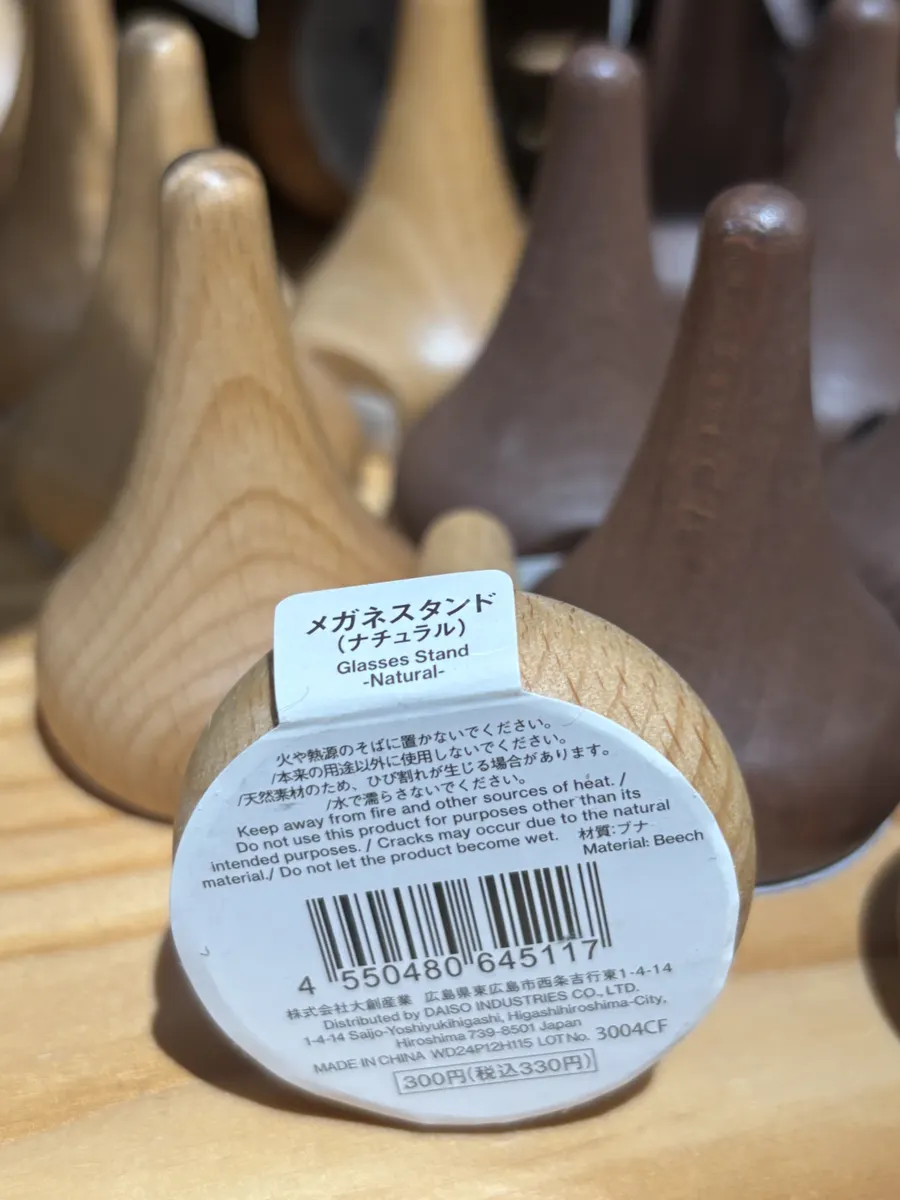 メガネスタンド
(ナチュラル)
Glasses Stand
-Natural-
火や熱源のそばに置かないでください。
/本来の用途以外に使用しないでください。
/天然素材のため、ひび割れが生じる場合があります。
/水で濡らさないでください。
Keep away from fire and other sources of heat. /
Do not use this product for purposes other than its
intended purposes. / Cracks may occur due to the natural
material./ Do not let the product become wet.
材質:ブナ
Material: Beech
4 550480 645117
株式会社大創産業 広島県東広島市西条吉行東1-4-14
Distributed by DAISO INDUSTRIES CO., LTD.
1-4-14 Saijo-Yoshiyukihigashi, Higashihiroshima-City,
Hiroshima 739-8501 Japan
MADE IN CHINA WD24P12H115 LOT No. 3004CF
300円(税込330円)